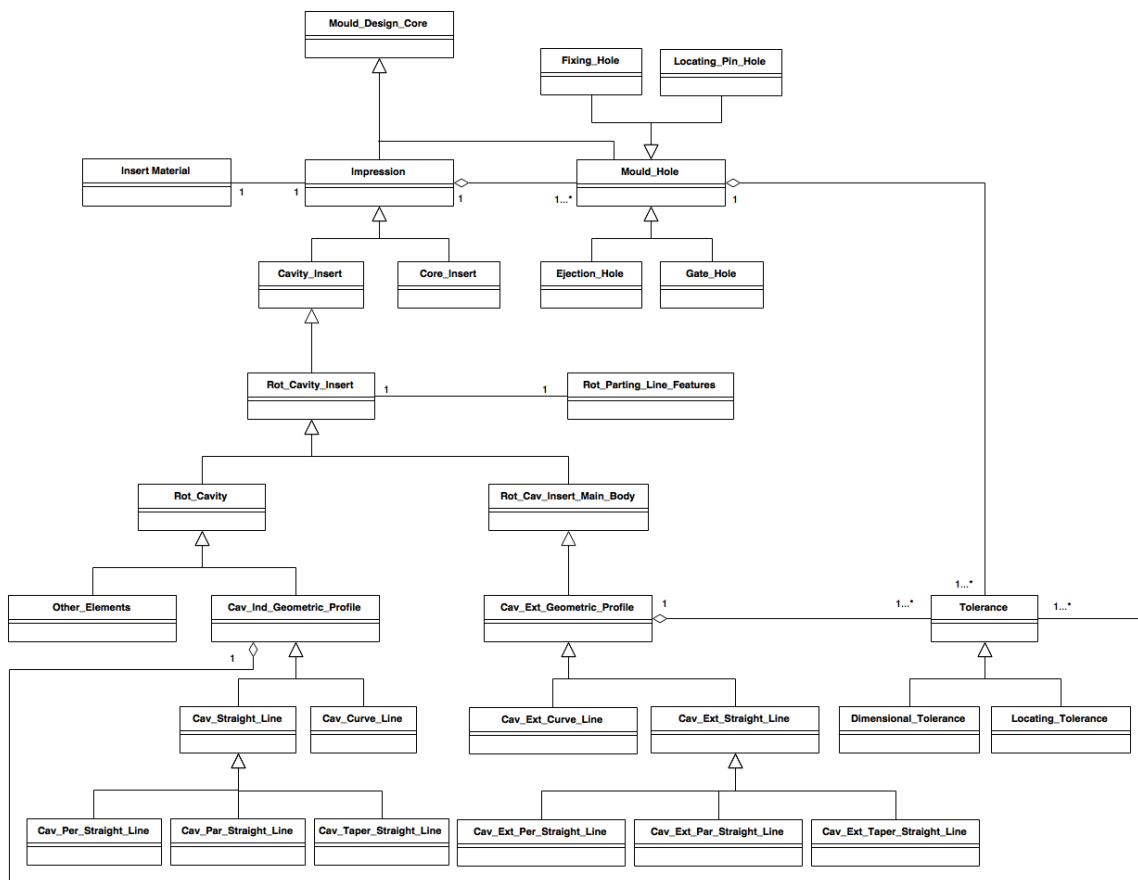 Mould_Design_Core
Fixing_Hole
Locating_Pin_Hole
Insert Material
Impression
Mould_Hole
1
1
1
1...*
1
Cavity_Insert
Core_Insert
Ejection_Hole
Gate_Hole
Rot_Cavity_Insert
1
1
Rot_Parting_Line_Features
Rot_Cavity
Rot_Cav_Insert_Main_Body
1...*
Other_Elements
Cav_Ind_Geometric_Profile
Cav_Ext_Geometric_Profile
1
1...*
Tolerance
1...*
1
Cav_Straight_Line
Cav_Curve_Line
Cav_Ext_Curve_Line
Cav_Ext_Straight_Line
Dimensional_Tolerance
Locating_Tolerance
Cav_Per_Straight_Line
Cav_Par_Straight_Line
Cav_Taper_Straight_Line
Cav_Ext_Per_Straight_Line
Cav_Ext_Par_Straight_Line
Cav_Ext_Taper_Straight_Line